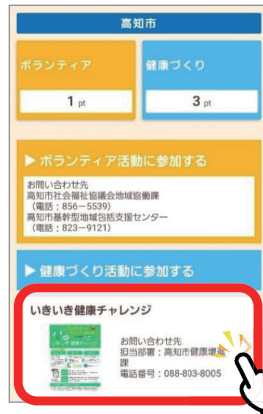 高知市
ボランティア
健康づくり
1 pt
3 pt
▶ ボランティア活動に参加する
お問い合わせ先
高知市社会福祉協議会地域協働課
（電話：856－5539）
高知市基幹型地域包括支援センター
（電話：823－9121）
▶ 健康づくり活動に参加する
いきいき健康チャレンジ
お問い合わせ先
担当部署：高知市健康増進
課
電話番号：088-803-8005